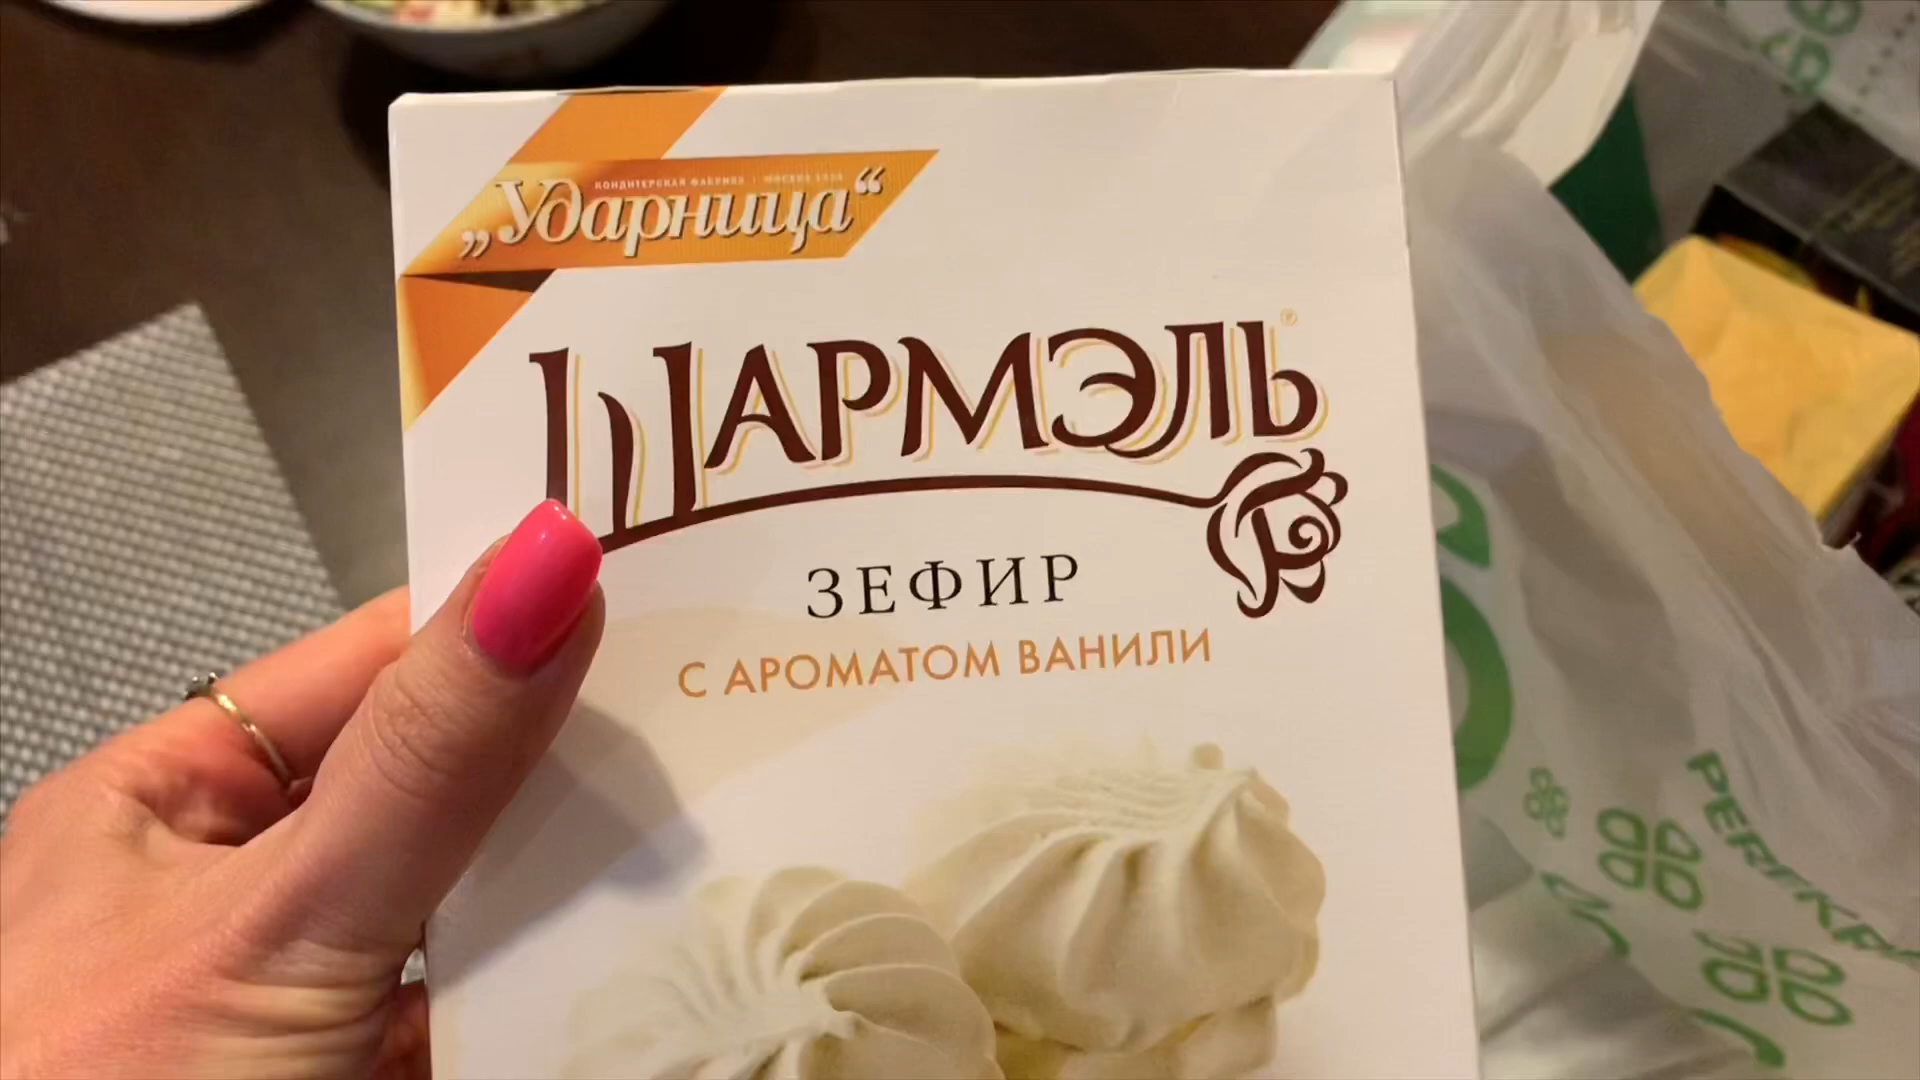 КОНДИТЕРСКАЯ ФАБРИКА
„Ударница“
ШАРМЭЛЬ®
ЗЕФИР
С АРОМАТОМ ВАНИЛИ